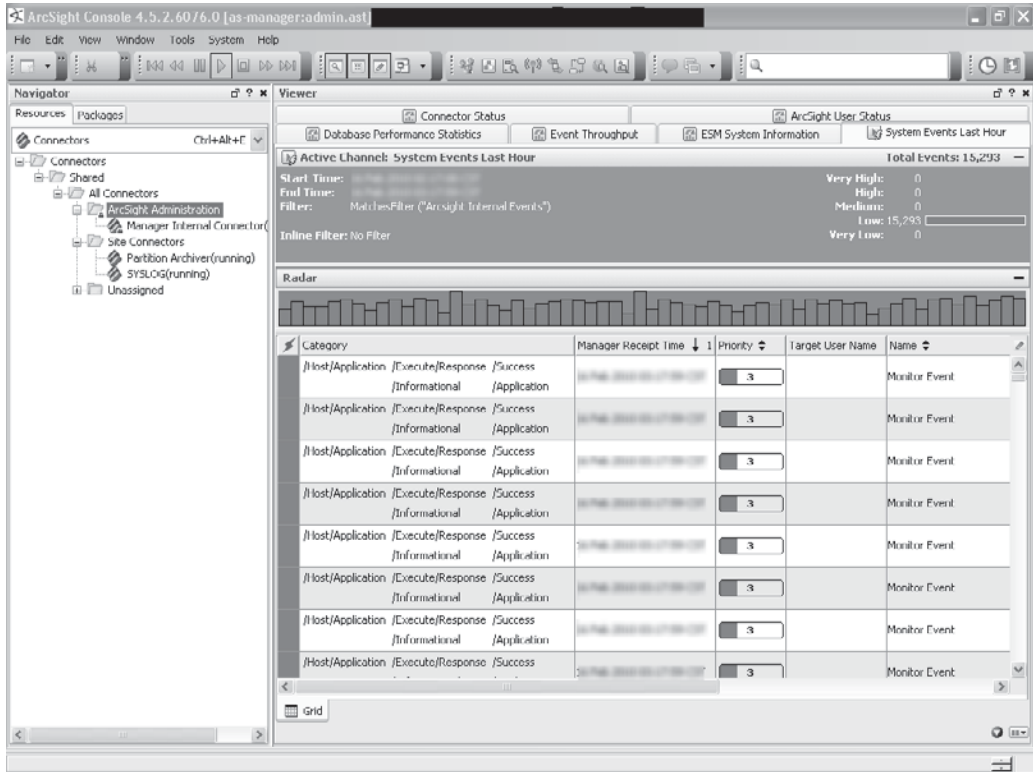 ArcSight Console 4.5.2.6076.0 [as-manager:admin.ast]
File Edit View Window Tools System Help
Navigator
Resources Packages
Connectors Ctrl+Alt+E
Connectors
Shared
All Connectors
ArcSight Administration
Manager Internal Connector(
Site Connectors
Partition Archiver(running)
SYSLOG(running)
Unassigned
Viewer
Connector Status ArcSight User Status
Database Performance Statistics Event Throughput ESM System Information System Events Last Hour
Active Channel: System Events Last Hour Total Events: 15,293
Start Time: Very High: 0
End Time: High: 0
Filter: MatchesFilter ("Arcsight Internal Events") Medium: 0
Low: 15,293
Inline Filter: No Filter Very Low: 0
Radar
Category Manager Receipt Time 1 Priority Target User Name Name
/Host/Application /Execute/Response /Success
/Informational /Application
3 Monitor Event
/Host/Application /Execute/Response /Success
/Informational /Application
3 Monitor Event
/Host/Application /Execute/Response /Success
/Informational /Application
3 Monitor Event
/Host/Application /Execute/Response /Success
/Informational /Application
3 Monitor Event
/Host/Application /Execute/Response /Success
/Informational /Application
3 Monitor Event
/Host/Application /Execute/Response /Success
/Informational /Application
3 Monitor Event
/Host/Application /Execute/Response /Success
/Informational /Application
3 Monitor Event
/Host/Application /Execute/Response /Success
3 Monitor Event
Grid